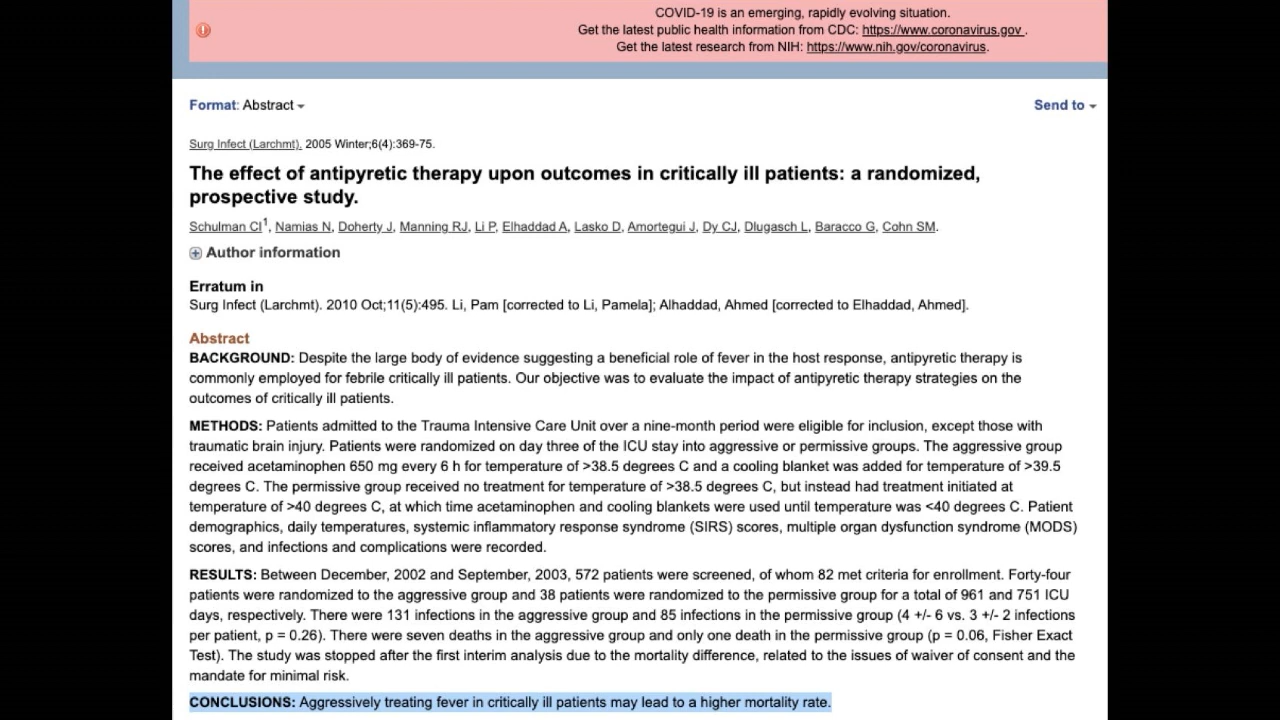 COVID-19 is an emerging, rapidly evolving situation.
Get the latest public health information from CDC: https://www.coronavirus.gov .
Get the latest research from NIH: https://www.nih.gov/coronavirus.
Format: Abstract
Send to
Surg Infect (Larchmt). 2005 Winter;6(4):369-75.
The effect of antipyretic therapy upon outcomes in critically ill patients: a randomized,
prospective study.
Schulman CI1, Namias N, Doherty J, Manning RJ, Li P, Elhaddad A, Lasko D, Amortegui J, Dy CJ, Dlugasch L, Baracco G, Cohn SM.
Author information
Erratum in
Surg Infect (Larchmt). 2010 Oct;11(5):495. Li, Pam [corrected to Li, Pamela]; Alhaddad, Ahmed [corrected to Elhaddad, Ahmed].
Abstract
BACKGROUND: Despite the large body of evidence suggesting a beneficial role of fever in the host response, antipyretic therapy is
commonly employed for febrile critically ill patients. Our objective was to evaluate the impact of antipyretic therapy strategies on the
outcomes of critically ill patients.
METHODS: Patients admitted to the Trauma Intensive Care Unit over a nine-month period were eligible for inclusion, except those with
traumatic brain injury. Patients were randomized on day three of the ICU stay into aggressive or permissive groups. The aggressive group
received acetaminophen 650 mg every 6 h for temperature of >38.5 degrees C and a cooling blanket was added for temperature of >39.5
degrees C. The permissive group received no treatment for temperature of >38.5 degrees C, but instead had treatment initiated at
temperature of >40 degrees C, at which time acetaminophen and cooling blankets were used until temperature was <40 degrees C. Patient
demographics, daily temperatures, systemic inflammatory response syndrome (SIRS) scores, multiple organ dysfunction syndrome (MODS)
scores, and infections and complications were recorded.
RESULTS: Between December, 2002 and September, 2003, 572 patients were screened, of whom 82 met criteria for enrollment. Forty-four
patients were randomized to the aggressive group and 38 patients were randomized to the permissive group for a total of 961 and 751 ICU
days, respectively. There were 131 infections in the aggressive group and 85 infections in the permissive group (4 +/- 6 vs. 3 +/- 2 infections
per patient, p = 0.26). There were seven deaths in the aggressive group and only one death in the permissive group (p = 0.06, Fisher Exact
Test). The study was stopped after the first interim analysis due to the mortality difference, related to the issues of waiver of consent and the
mandate for minimal risk.
CONCLUSIONS: Aggressively treating fever in critically ill patients may lead to a higher mortality rate.